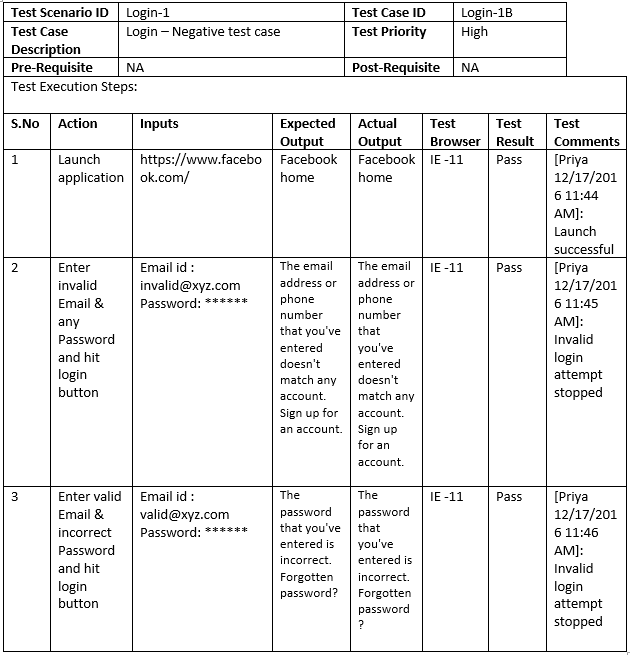 Test Scenario ID Login-1 Test Case ID Login-1B
Test Case
Description
Login – Negative test case
Test Priority High
Pre-Requisite NA Post-Requisite NA
Test Execution Steps:
S.No
Action
Inputs
Expected
Output
Actual
Output
Test
Browser
Test
Result
Test
Comments
1
Launch
application
https://www.facebo
ok.com/
Facebook
home
Facebook
home
IE -11
Pass
[Priya
12/17/201
6 11:44
AM]:
Launch
successful
2
Enter
invalid
Email &
any
Password
and hit
login
button
Email id :
invalid@xyz.com
Password: ******
The email
address or
phone
number
that you've
entered
doesn't
match any
account.
Sign up for
an account.
The email
address or
phone
number
that
you've
entered
doesn't
match any
account.
Sign up
for an
account.
IE -11
Pass
[Priya
12/17/201
6 11:45
AM]:
Invalid
login
attempt
stopped
3
Enter valid
Email &
incorrect
Password
and hit
login
button
Email id :
valid@xyz.com
Password: ******
The
password
that you've
entered is
incorrect.
Forgotten
password?
The
password
that
you've
entered is
incorrect.
Forgotten
password
?
IE -11
Pass
[Priya
12/17/201
6 11:46
AM]:
Invalid
login
attempt
stopped